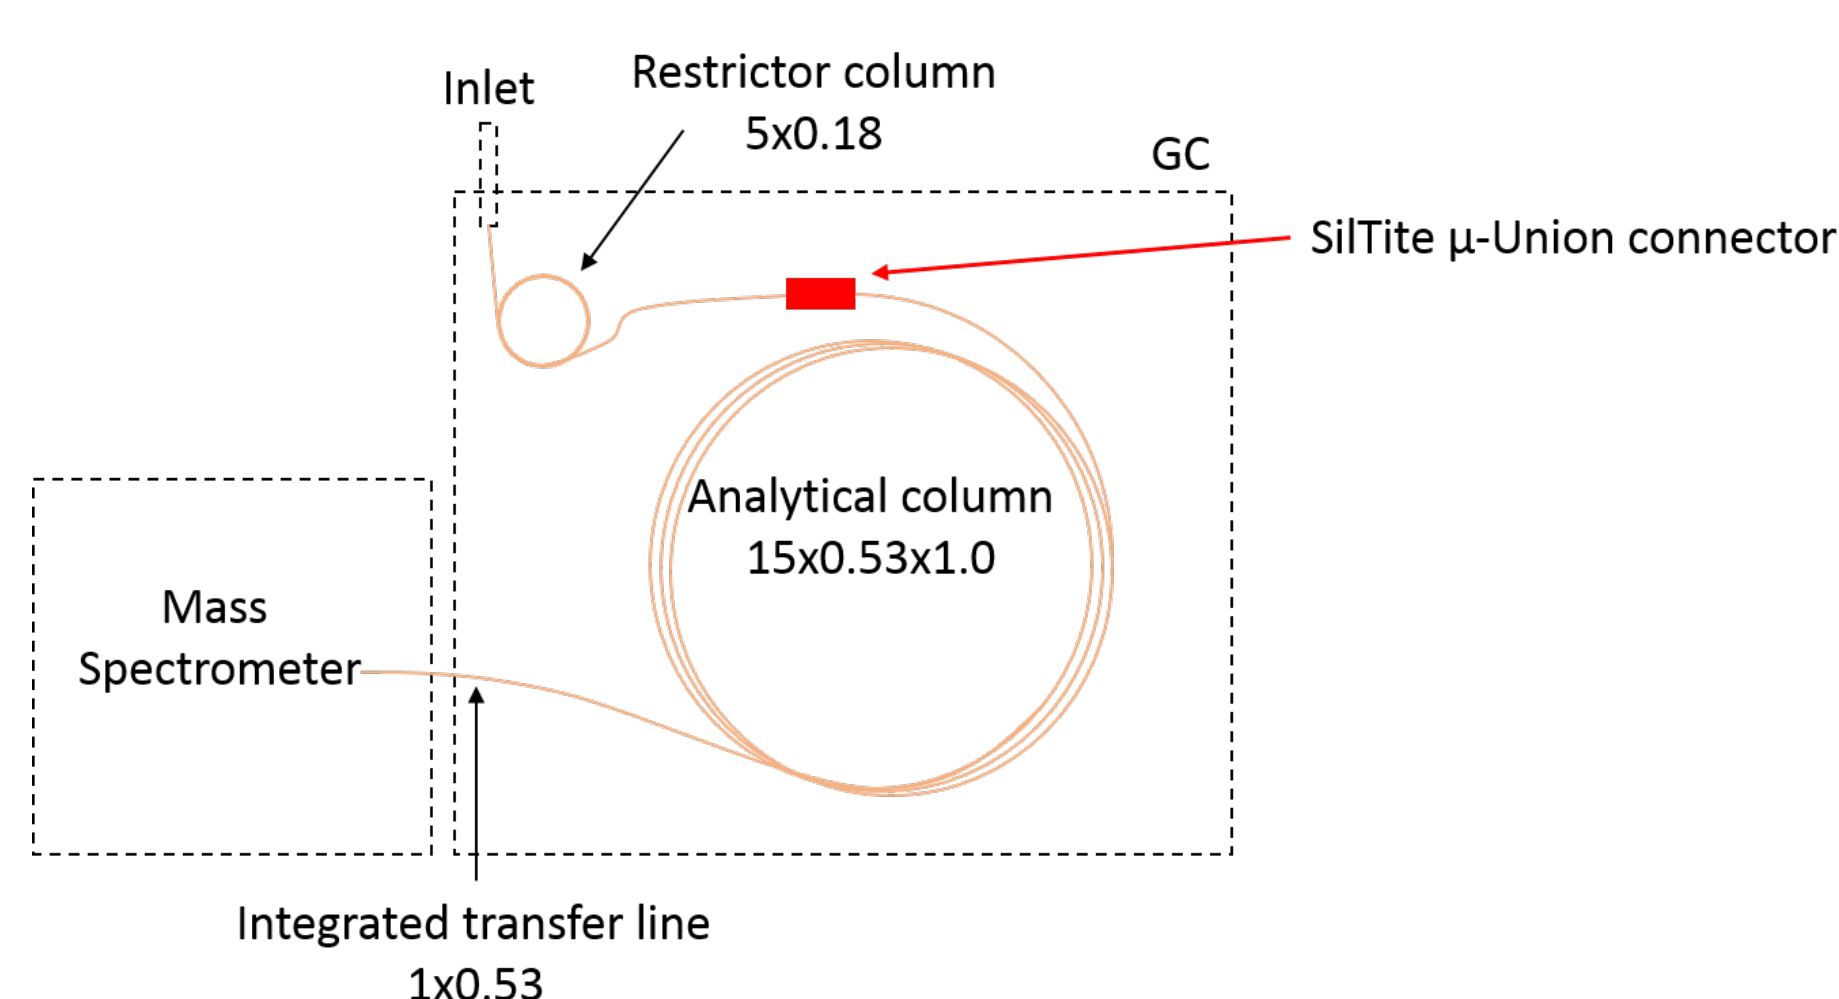 Inlet
Restrictor column
5x0.18
GC
SilTite μ-Union connector
Analytical column
15x0.53x1.0
Mass
Spectrometer
Integrated transfer line
1x0.53